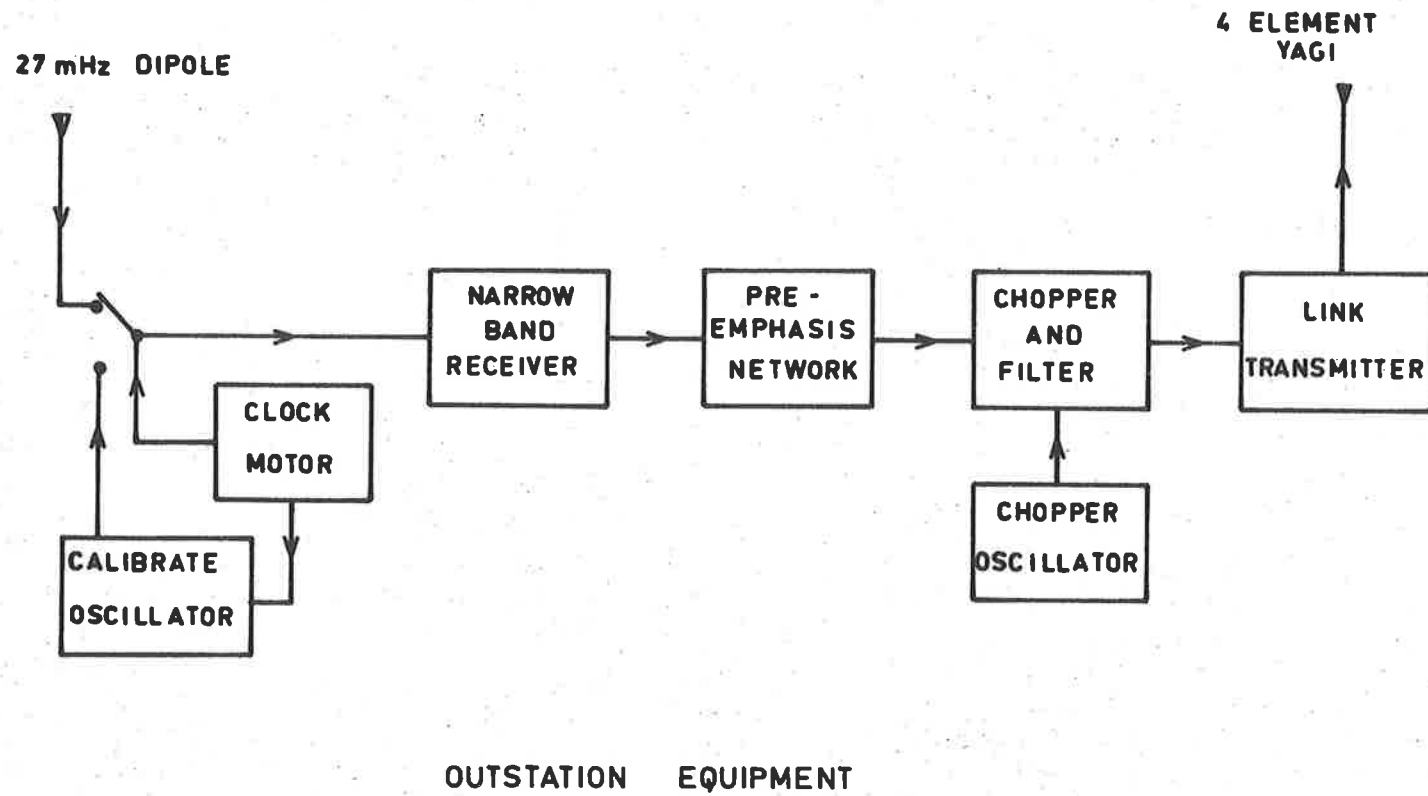 4 ELEMENT
YAGI
27 mHz DIPOLE
NARROW
BAND
RECEIVER
PRE -
EMPHASIS
NETWORK
CHOPPER
AND
FILTER
LINK
TRANSMITTER
CLOCK
MOTOR
CHOPPER
OSCILLATOR
CALIBRATE
OSCILLATOR
OUTSTATION EQUIPMENT